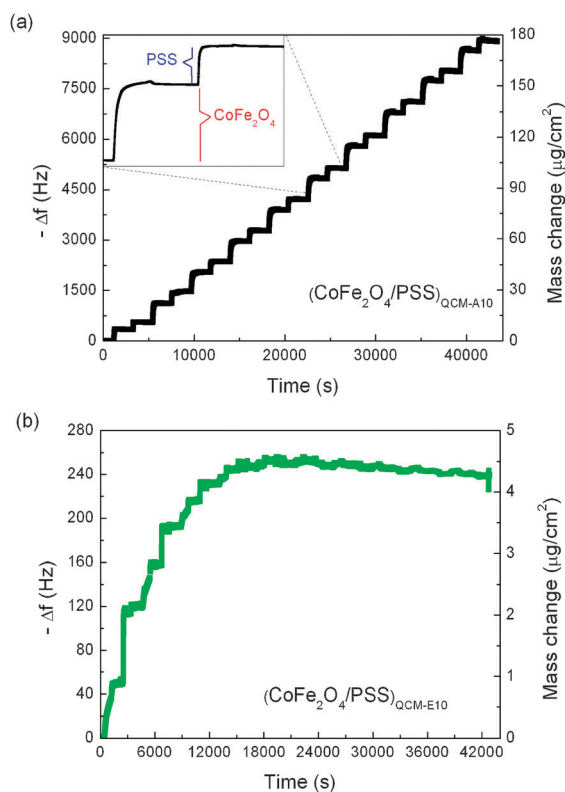 (a)
9000
7500
6000
4500
3000
1500
0
- Δf (Hz)
PSS
CoFe₂O₄
180
150
120
90
60
30
0
Mass change (μg/cm²)
(CoFe₂O₄/PSS)QCM-A10
0 10000 20000 30000 40000
Time (s)
(b)
280
240
200
160
120
80
40
0
- Δf (Hz)
5
4
3
2
1
0
Mass change (μg/cm²)
(CoFe₂O₄/PSS)QCM-E10
0 6000 12000 18000 24000 30000 36000 42000
Time (s)